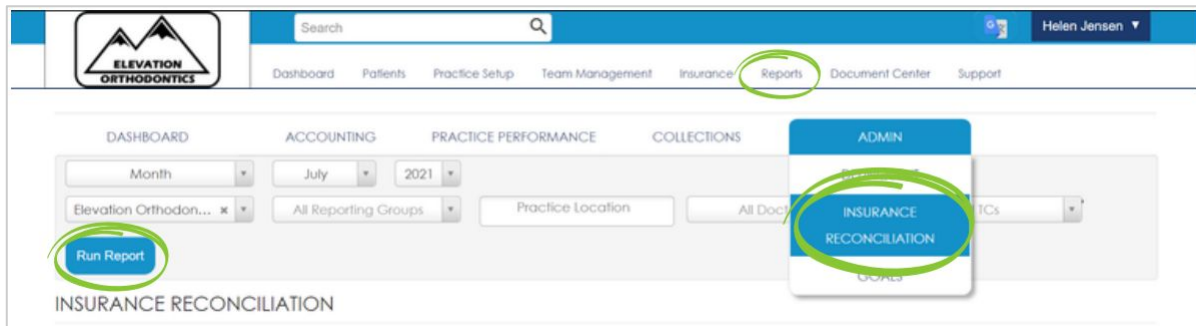 Search
Helen Jensen
ELEVATION
ORTHODONTICS
Dashboard Patients Practice Setup Team Management Insurance Reports Document Center Support
DASHBOARD ACCOUNTING PRACTICE PERFORMANCE COLLECTIONS ADMIN
Month July 2021
Elevation Orthodon... All Reporting Groups Practice Location All Doct TCs
INSURANCE
RECONCILIATION
Run Report
GOALS
INSURANCE RECONCILIATION